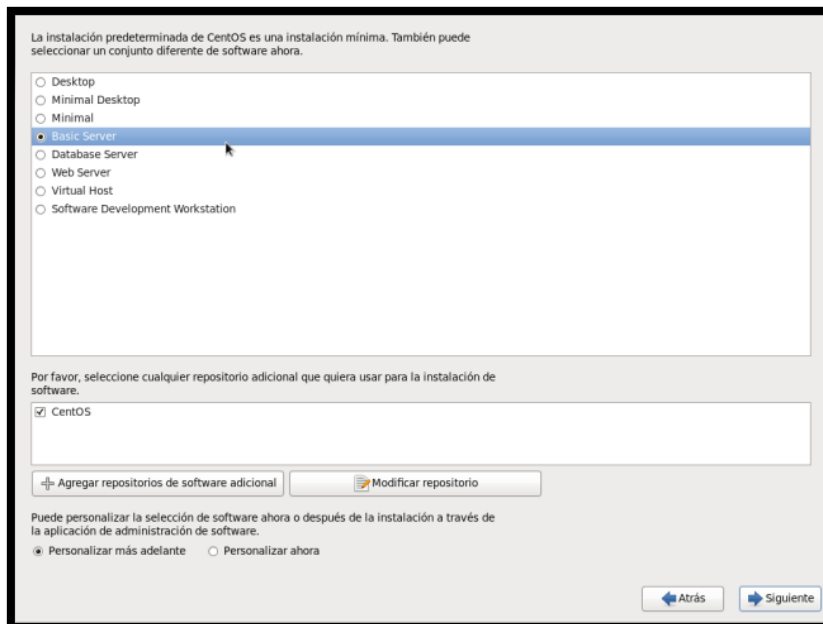 La instalación predeterminada de CentOS es una instalación mínima. También puede
seleccionar un conjunto diferente de software ahora.
Desktop
Minimal Desktop
Minimal
Basic Server
Database Server
Web Server
Virtual Host
Software Development Workstation
Por favor, seleccione cualquier repositorio adicional que quiera usar para la instalación de
software.
CentOS
Agregar repositorios de software adicional Modificar repositorio
Puede personalizar la selección de software ahora o después de la instalación a través de
la aplicación de administración de software.
Personalizar más adelante Personalizar ahora
Atrás Siguiente